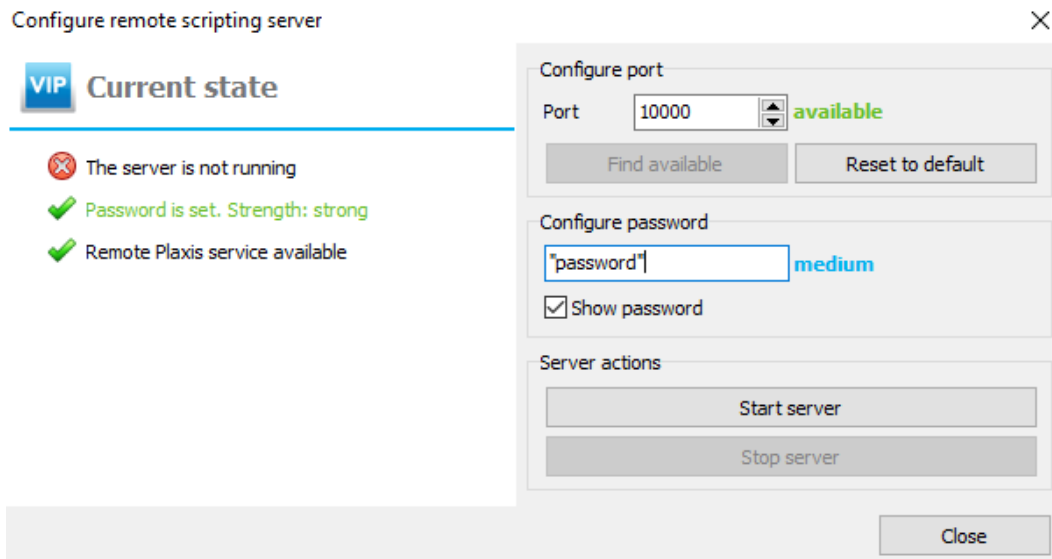 Configure remote scripting server
VIP Current state
The server is not running
Password is set. Strength: strong
Remote Plaxis service available
Configure port
Port 10000 available
Find available Reset to default
Configure password
"password" medium
Show password
Server actions
Start server
Stop server
Close